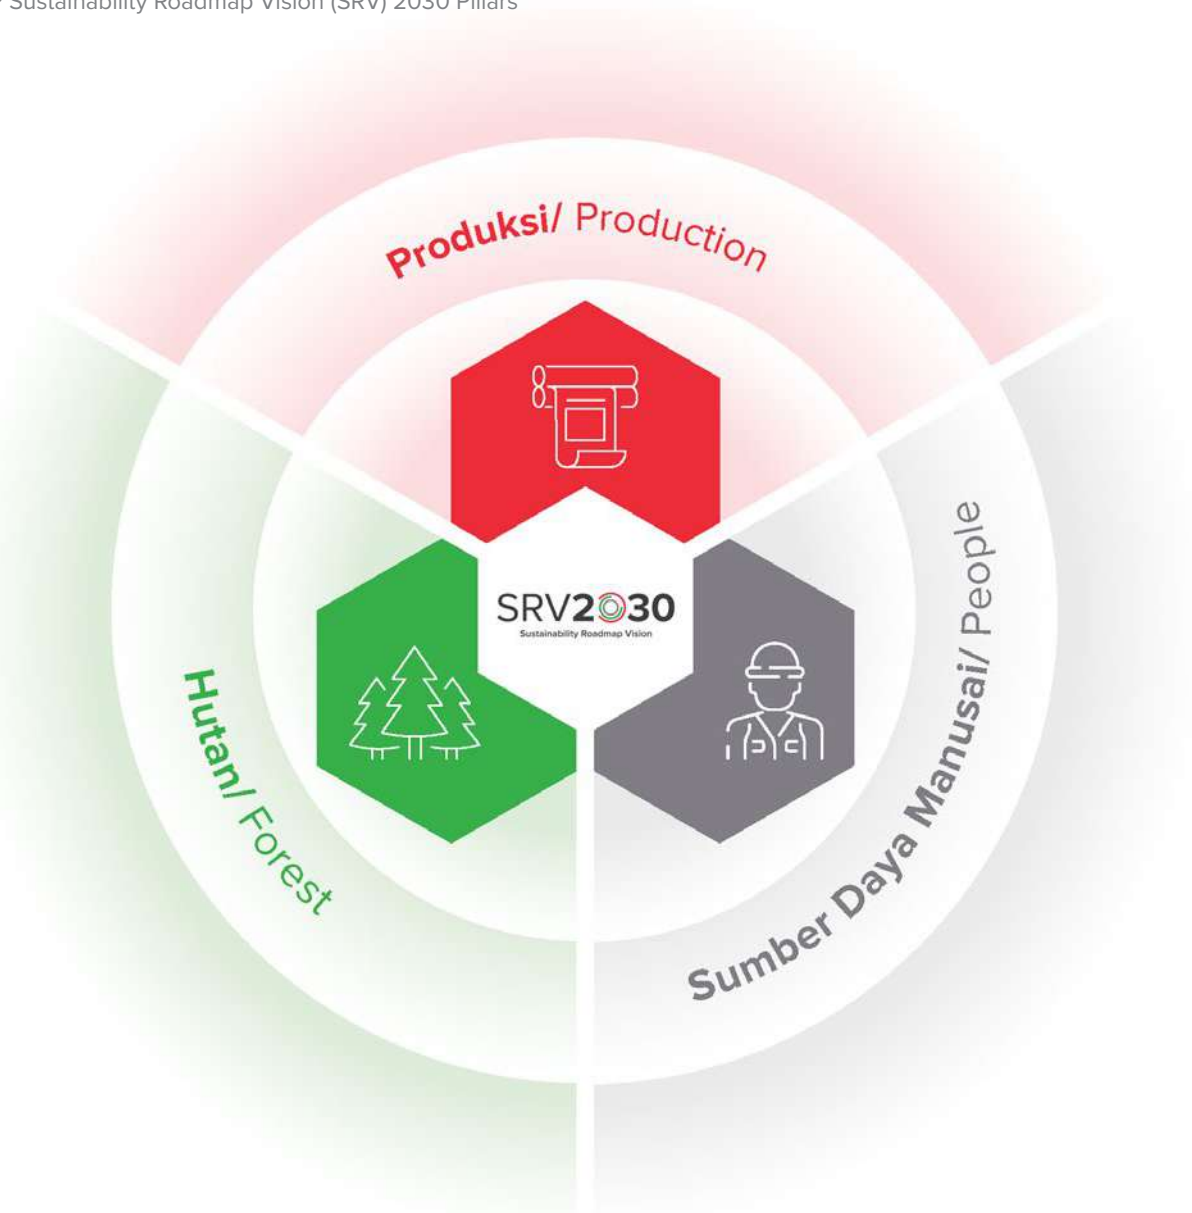 Sustainability Roadmap Vision (SRV) 2030 Pillars
Produksi/ Production
SRV2030
Sustainability Roadmap Vision
Hutan/ Forest
Sumber Daya Manusai/ People